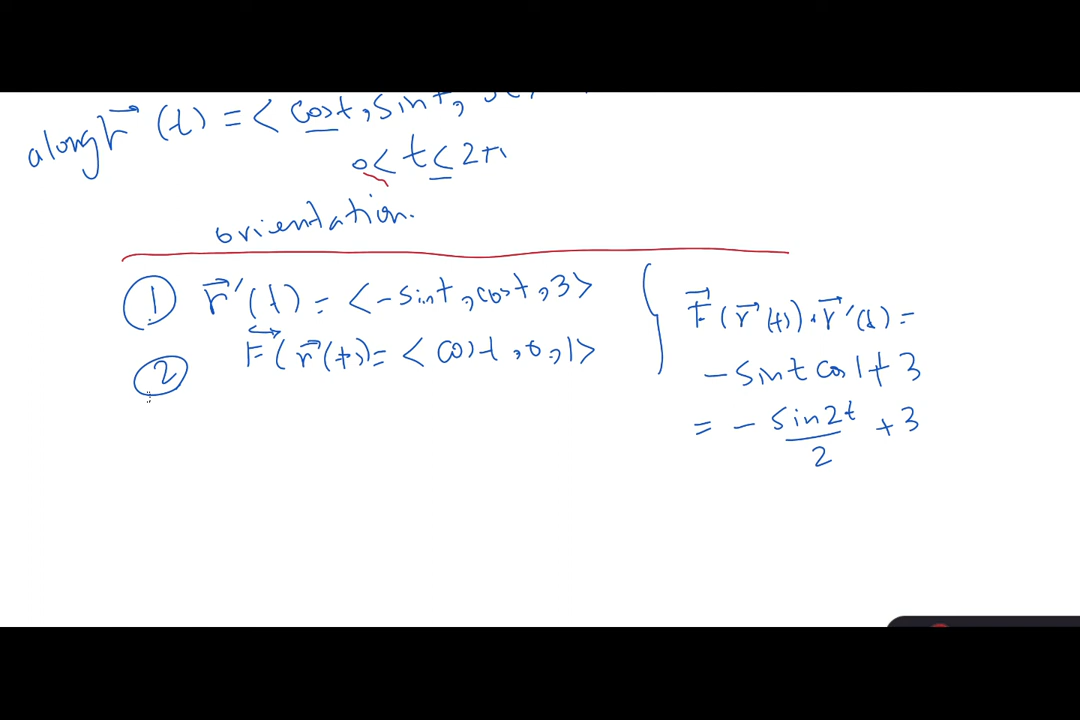 along r⃗(t) = < cost, sint,
0 < t ≤ 2π
orientation.
① r⃗'(t) = < -sint, cost, 3>
② F⃗(r⃗(t)= < cost, 0, 1>
F⃗(r⃗(t)) · r⃗'(t) =
- sint cost + 3
= - sin2t/2 + 3